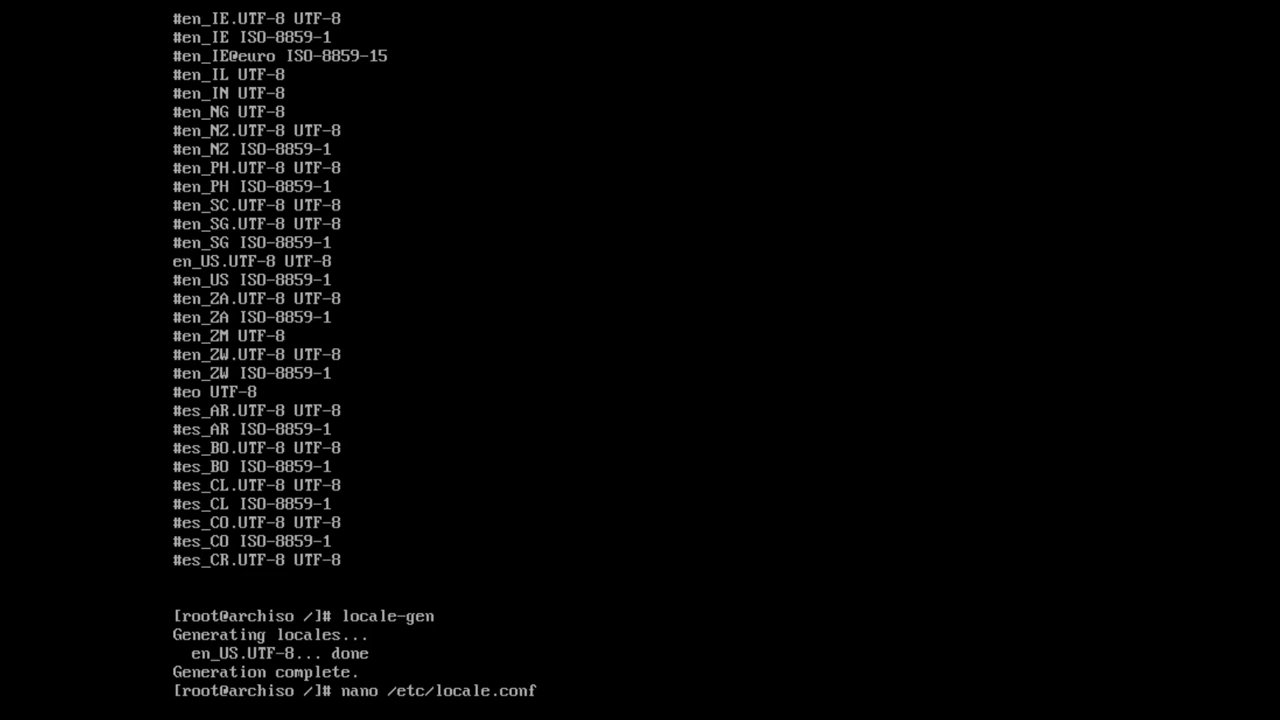 #en_IE.UTF-8 UTF-8
#en_IE ISO-8859-1
#en_IE@euro ISO-8859-15
#en_IL UTF-8
#en_IN UTF-8
#en_NG UTF-8
#en_NZ.UTF-8 UTF-8
#en_NZ ISO-8859-1
#en_PH.UTF-8 UTF-8
#en_PH ISO-8859-1
#en_SC.UTF-8 UTF-8
#en_SG.UTF-8 UTF-8
#en_SG ISO-8859-1
en_US.UTF-8 UTF-8
#en_US ISO-8859-1
#en_ZA.UTF-8 UTF-8
#en_ZA ISO-8859-1
#en_ZM UTF-8
#en_ZW.UTF-8 UTF-8
#en_ZW ISO-8859-1
#eo UTF-8
#es_AR.UTF-8 UTF-8
#es_AR ISO-8859-1
#es_BO.UTF-8 UTF-8
#es_BO ISO-8859-1
#es_CL.UTF-8 UTF-8
#es_CL ISO-8859-1
#es_CO.UTF-8 UTF-8
#es_CO ISO-8859-1
#es_CR.UTF-8 UTF-8
[root@archiso /]# locale-gen
Generating locales...
  en_US.UTF-8... done
Generation complete.
[root@archiso /]# nano /etc/locale.conf